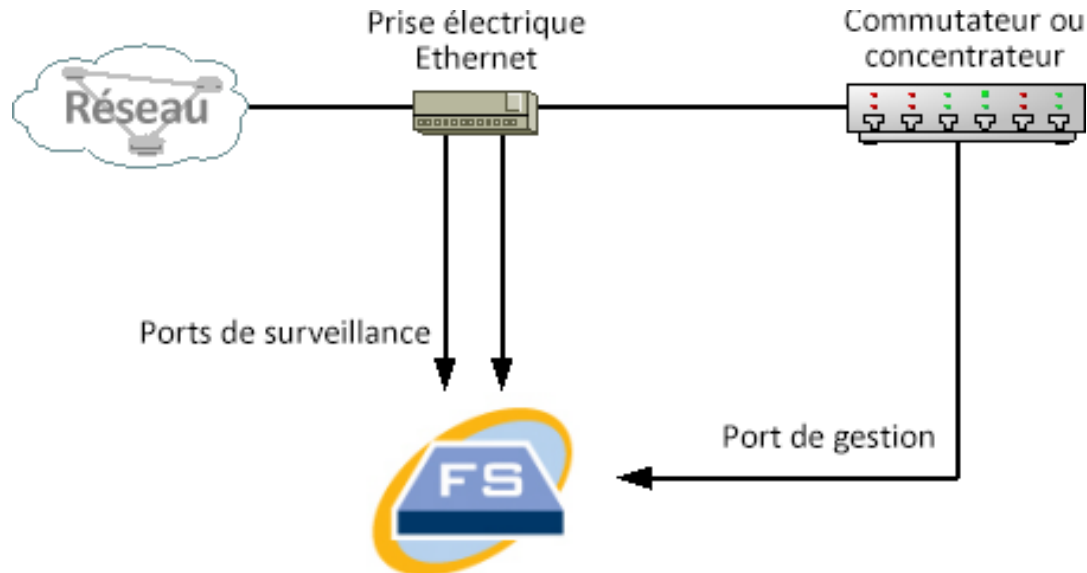 Prise électrique
Ethernet
Commutateur ou
concentrateur
Réseau
Ports de surveillance
Port de gestion
FS